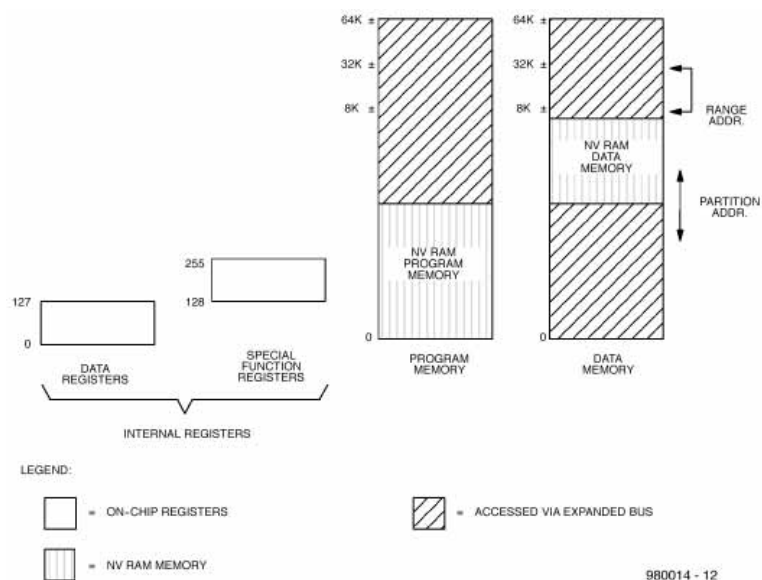 64K ±
32K ±
8K ±
NV RAM
PROGRAM
MEMORY
0
PROGRAM
MEMORY
64K ±
32K ±
8K ±
NV RAM
DATA
MEMORY
0
DATA
MEMORY
RANGE
ADDR.
PARTITION
ADDR.
127
0
DATA
REGISTERS
255
128
SPECIAL
FUNCTION
REGISTERS
INTERNAL REGISTERS
LEGEND:
= ON-CHIP REGISTERS
= ACCESSED VIA EXPANDED BUS
= NV RAM MEMORY
980014 - 12